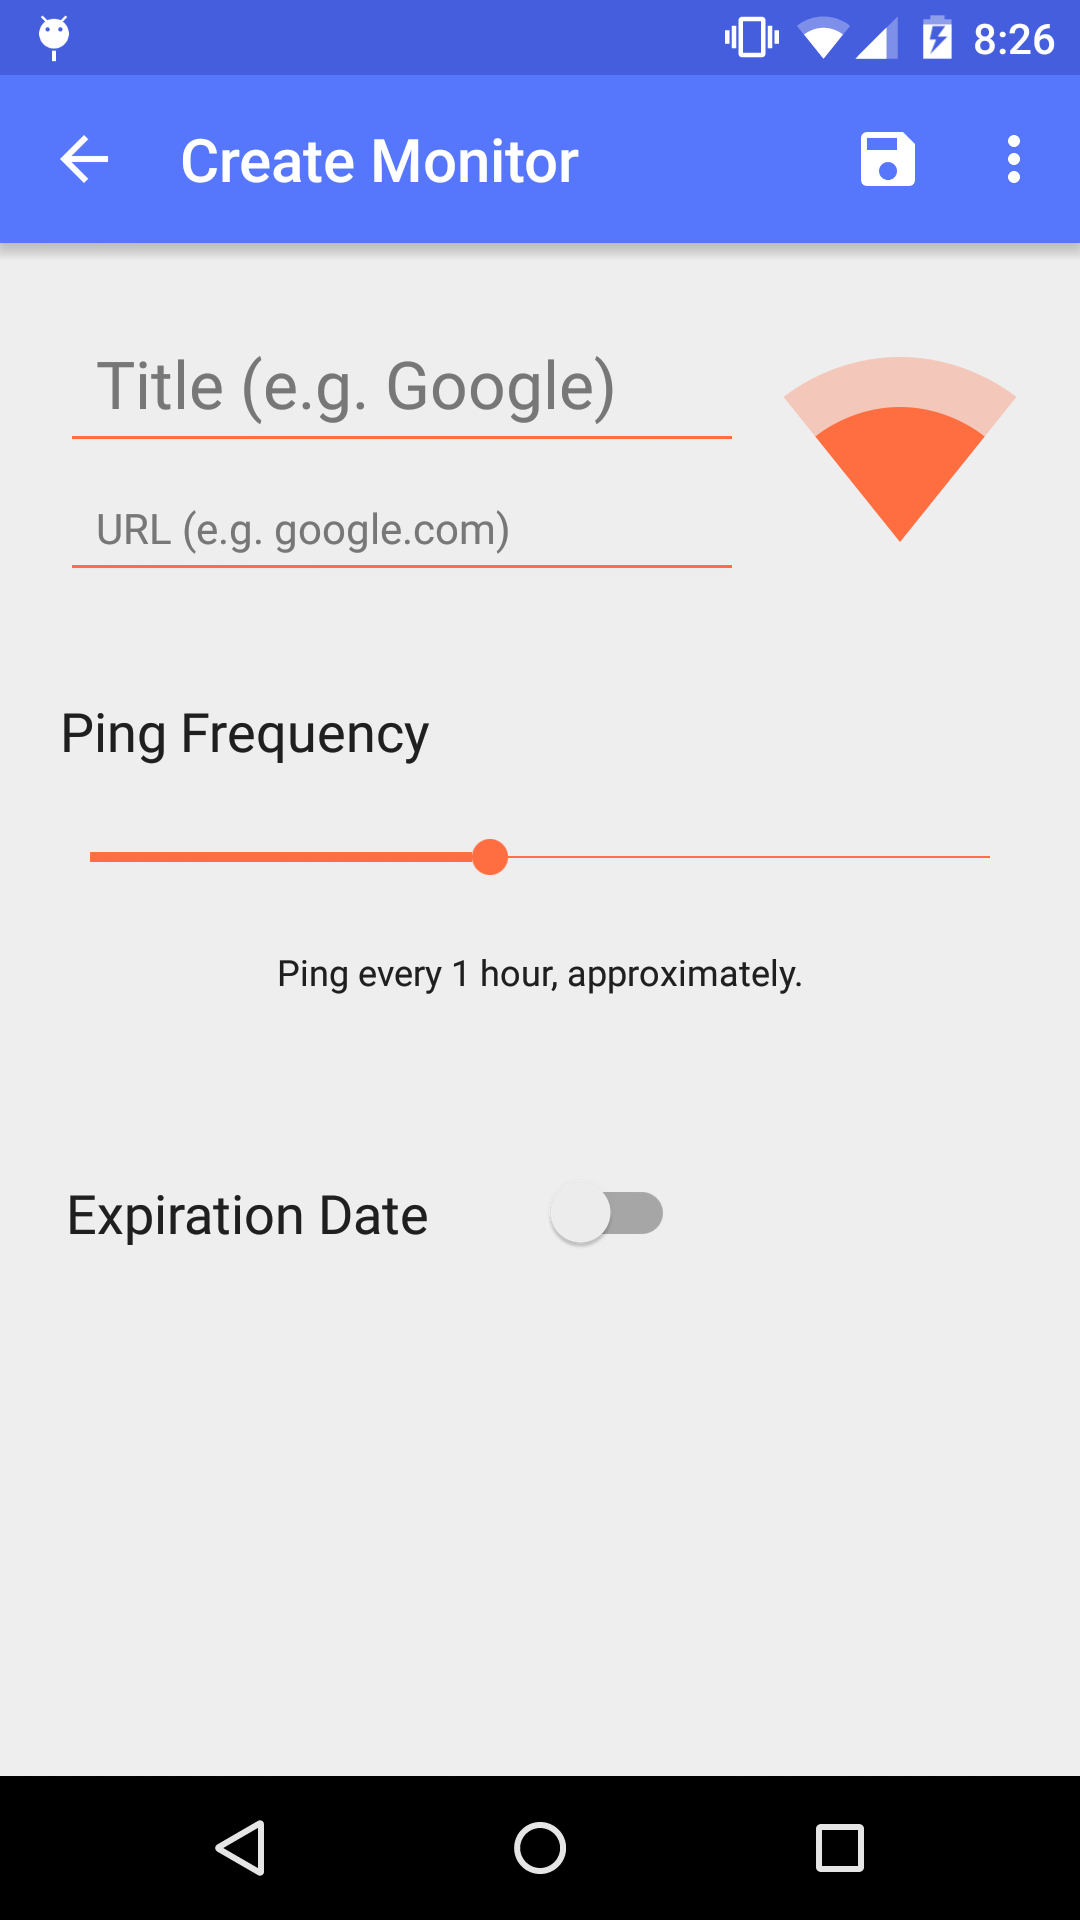 8:26
Create Monitor
Title (e.g. Google)
URL (e.g. google.com)
Ping Frequency
Ping every 1 hour, approximately.
Expiration Date